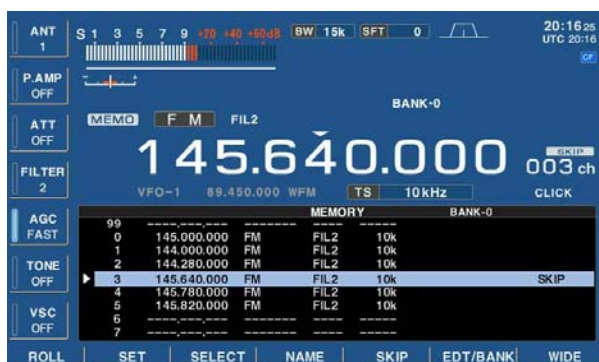 ANT
1
P.AMP
OFF
ATT
OFF
FILTER
2
AGC
FAST
TONE
OFF
VSC
OFF
S 1 3 5 7 9 +20 +40 +60dB
BW 15k SFT 0
20:16 25
UTC 20:16
CF
BANK-0
MEMO FM FIL2
145.640.000
SKIP
003 ch
VFO-1 89.450.000 WFM TS 10kHz CLICK
MEMORY BANK-0
99 ----.---.--- ------- ---- -----
0 145.000.000 FM FIL2 10k
1 144.000.000 FM FIL2 10k
2 144.280.000 FM FIL2 10k
3 145.640.000 FM FIL2 10k SKIP
4 145.780.000 FM FIL2 10k
5 145.820.000 FM FIL2 10k
6 ----.---.--- ------- ---- -----
7 ----.---.--- ------- ---- -----
ROLL SET SELECT NAME SKIP EDT/BANK WIDE